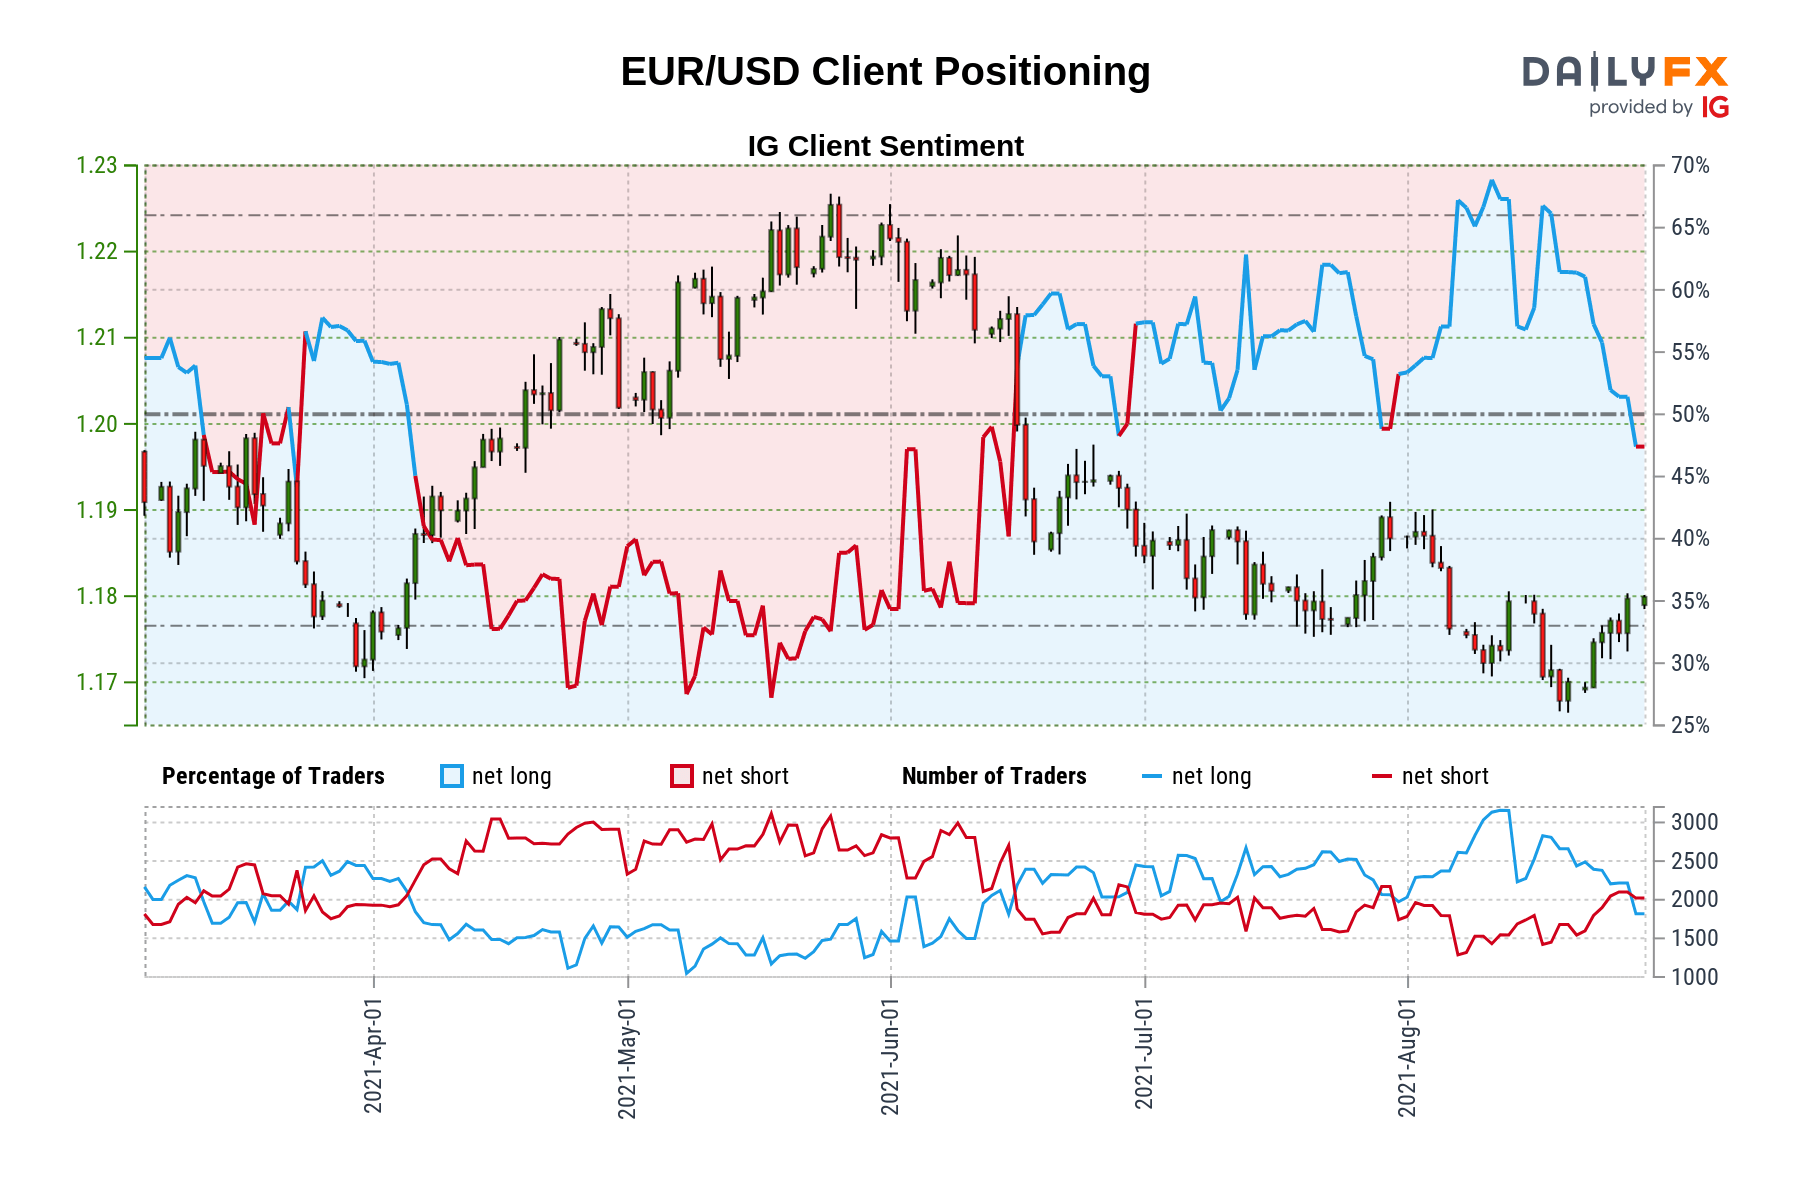 EUR/USD Client Positioning
DAILYFX
provided by IG
IG Client Sentiment
1.23
1.22
1.21
1.20
1.19
1.18
1.17
70%
65%
60%
55%
50%
45%
40%
35%
30%
25%
Percentage of Traders net long net short Number of Traders net long net short
3000
2500
2000
1500
1000
2021-Apr-01
2021-May-01
2021-Jun-01
2021-Jul-01
2021-Aug-01